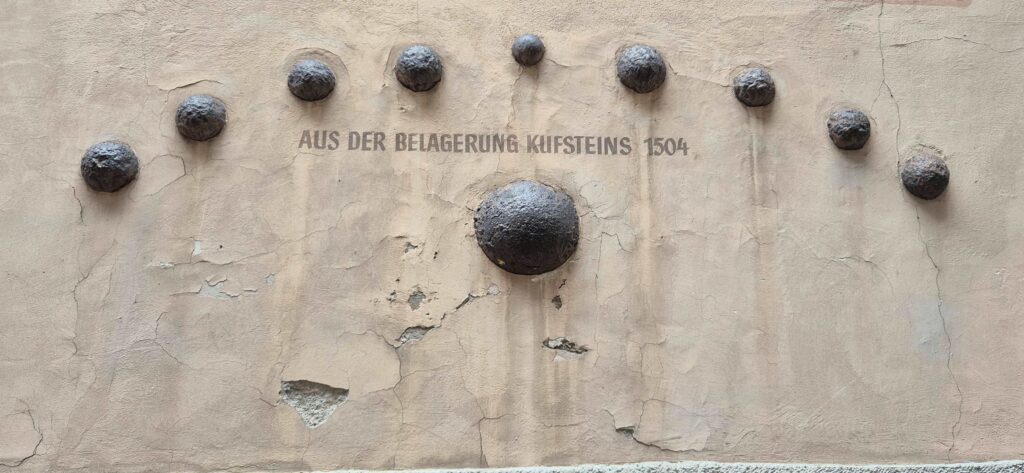 AUS DER BELAGERUNG KUFSTEINS 1504